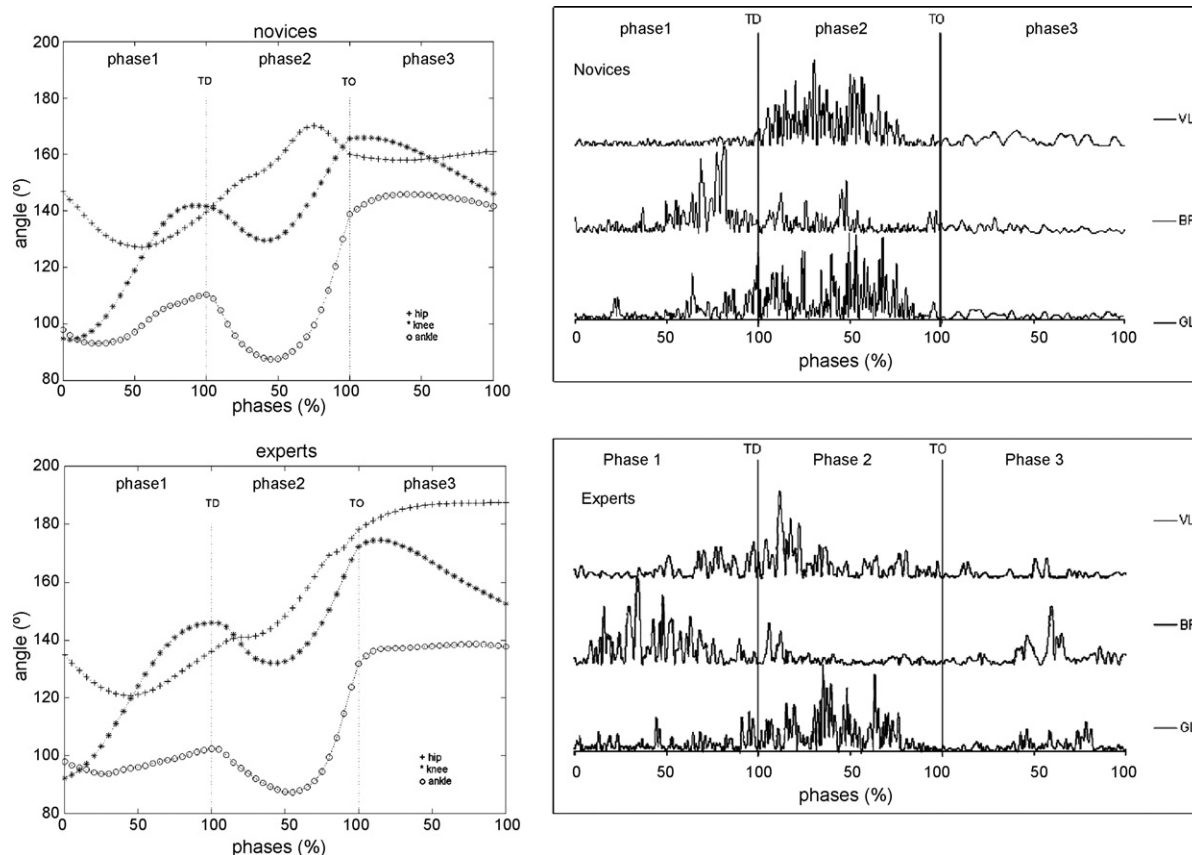 novices
phase1 phase2 phase3
TD
TO
200
180
160
140
120
100
80
angle (º)
+ hip
* knee
o ankle
0 50 100 50 100 50 100
phases (%)
TD TO
phase1 phase2 phase3
Novices
VL
BF
GL
0 50 100 50 100 50 100
phases (%)
experts
phase1 phase2 phase3
TD
TO
200
180
160
140
120
100
80
angle (º)
+ hip
* knee
o ankle
0 50 100 50 100 50 100
phases (%)
TD TO
Phase 1 Phase 2 Phase 3
Experts
VL
BF
GL
0 50 100 50 100 50 100
phases (%)